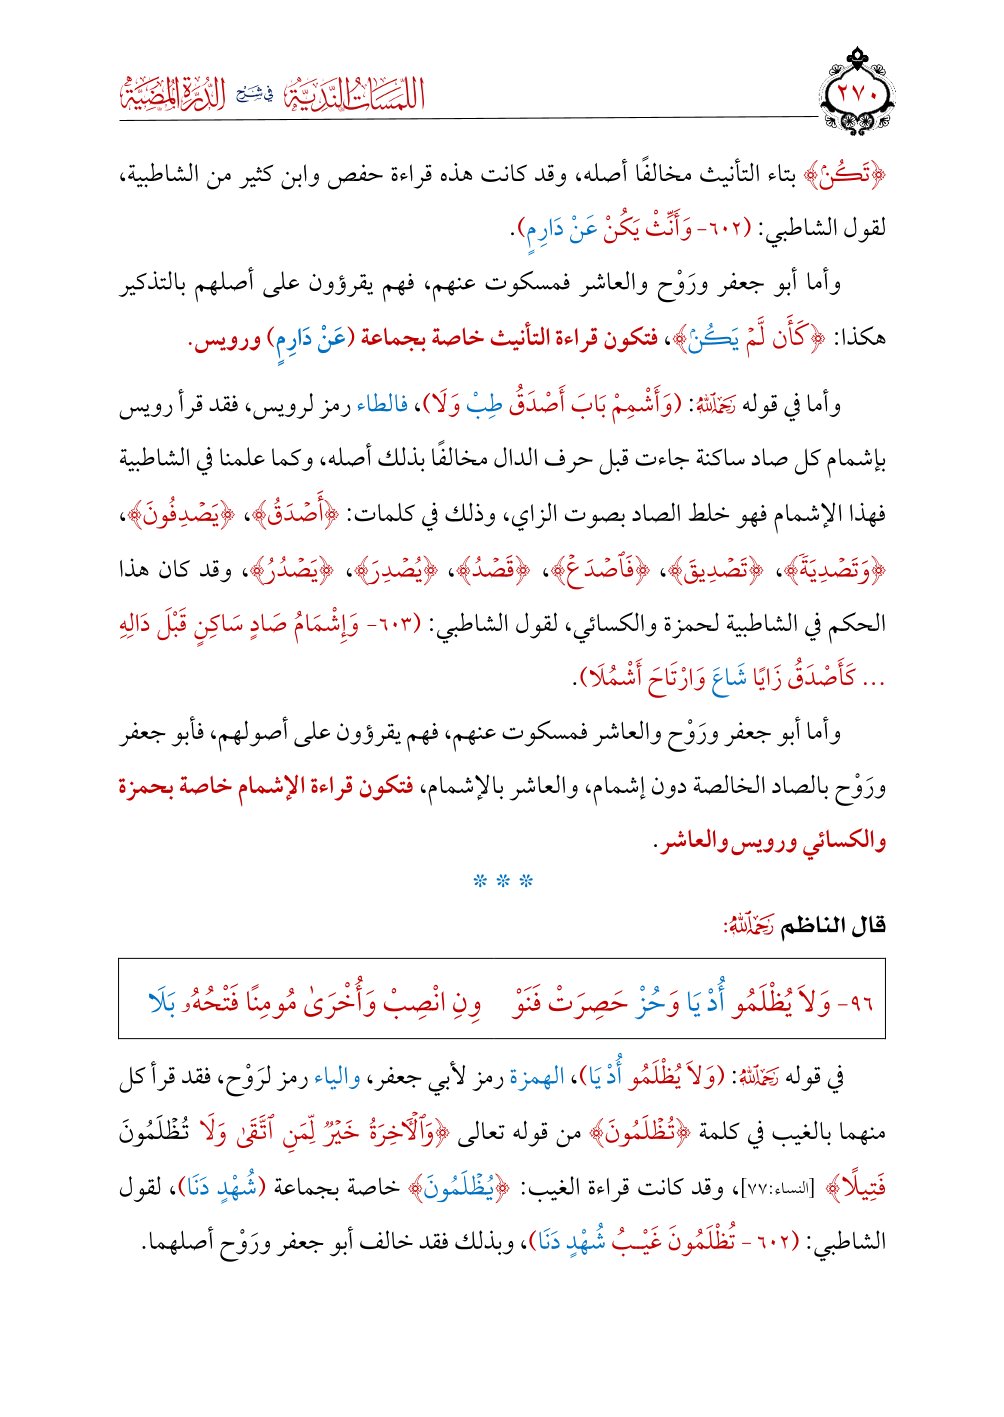 ٢٧٠
اللمسات الندية في شرح الدرة المضية
﴿تَكُنۡ﴾ بتاء التأنيث مخالفًا أصله، وقد كانت هذه قراءة حفص وابن كثير من الشاطبية،
لقول الشاطبي: (٦٠٢- وَأَنِّثْ يَكُنْ عَنْ دَارِمٍ).
وأما أبو جعفر ورَوْح والعاشر فمسكوت عنهم، فهم يقرؤون على أصلهم بالتذكير
هكذا: ﴿كَأَن لَّمۡ يَكُنۡ﴾، فتكون قراءة التأنيث خاصة بجماعة (عَنْ دَارِمٍ) ورويس.
وأما في قوله رَحِمَهُ ٱللَّهُ: (وَأَشْمِمْ بَابَ أَصْدَقُ طِبْ وَلَا)، فالطاء رمز لرويس، فقد قرأ رويس
بإشمام كل صاد ساكنة جاءت قبل حرف الدال مخالفًا بذلك أصله، وكما علمنا في الشاطبية
فهذا الإشمام فهو خلط الصاد بصوت الزاي، وذلك في كلمات: ﴿أَصۡدَقُ﴾، ﴿يَصۡدِفُونَ﴾،
﴿وَتَصۡدِيَةٗ﴾، ﴿تَصۡدِيقَ﴾، ﴿فَٱصۡدَعۡ﴾، ﴿قَصۡدُ﴾، ﴿يُصۡدِرَ﴾، ﴿يَصۡدُرُ﴾، وقد كان هذا
الحكم في الشاطبية لحمزة والكسائي، لقول الشاطبي: (٦٠٣- وَإِشْمَامُ صَادٍ سَاكِنٍ قَبْلَ دَالِهِ
... كَأَصْدَقُ زَايًا شَاعَ وَارْتَاحَ أَشْمُلَا).
وأما أبو جعفر ورَوْح والعاشر فمسكوت عنهم، فهم يقرؤون على أصولهم، فأبو جعفر
ورَوْح بالصاد الخالصة دون إشمام، والعاشر بالإشمام، فتكون قراءة الإشمام خاصة بحمزة
والكسائي ورويس والعاشر.
* * *
قال الناظم رَحِمَهُ ٱللَّهُ:
٩٦- وَلاَ يُظْلَمُو أُدْ يَا وَحُزْ حَصِرَتْ فَنَوْ وِنِ انْصِبْ وَأُخْرَىٰ مُومِنًا فَتْحُهُۥ بَلَا
في قوله رَحِمَهُ ٱللَّهُ: (وَلاَ يُظْلَمُو أُدْ يَا)، الهمزة رمز لأبي جعفر، والياء رمز لرَوْح، فقد قرأ كل
منهما بالغيب في كلمة ﴿تُظۡلَمُونَ﴾ من قوله تعالى ﴿وَٱلۡأٓخِرَةُ خَيۡرٞ لِّمَنِ ٱتَّقَىٰ وَلَا تُظۡلَمُونَ
فَتِيلًا﴾ [النساء:٧٧]، وقد كانت قراءة الغيب: ﴿يُظۡلَمُونَ﴾ خاصة بجماعة (شُهْدٍ دَنَا)، لقول
الشاطبي: (٦٠٢ - تُظْلَمُونَ غَيْبُ شُهْدٍ دَنَا)، وبذلك فقد خالف أبو جعفر ورَوْح أصلهما.